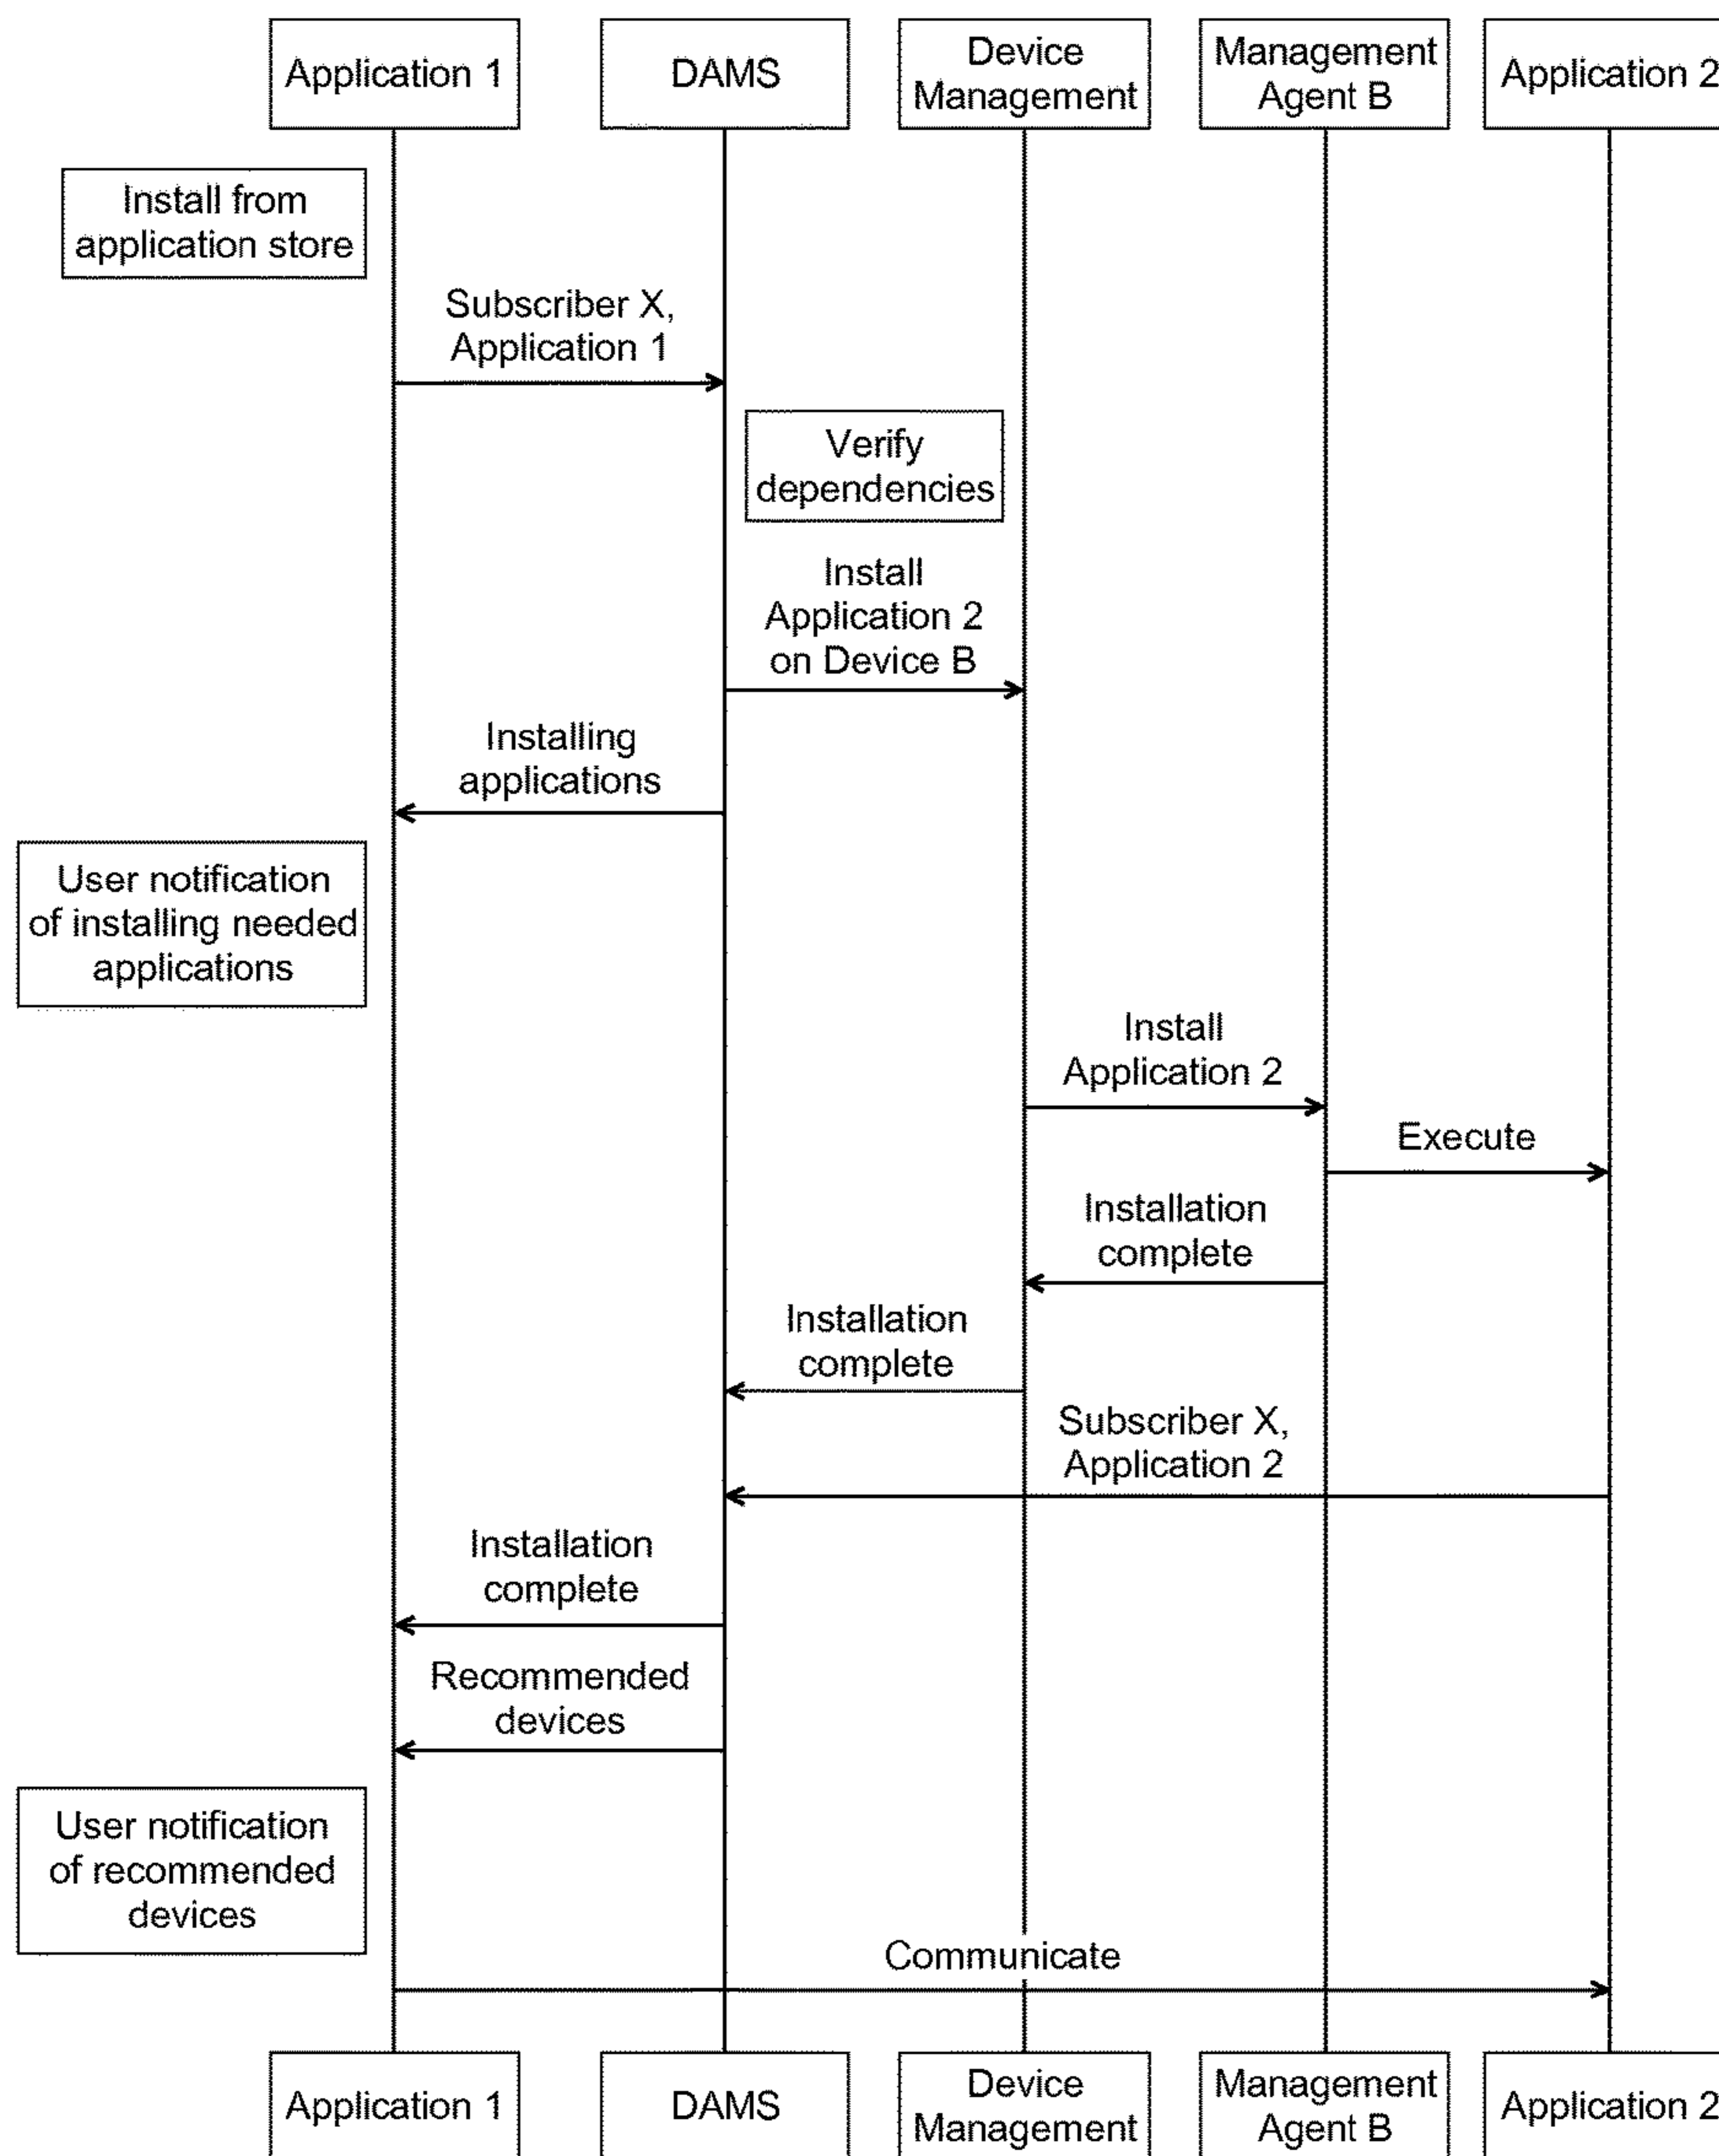 Application 1
DAMS
Device
Management
Management
Agent B
Application 2
Install from
application store
Subscriber X,
Application 1
Verify
dependencies
Install
Application 2
on Device B
Installing
applications
User notification
of installing needed
applications
Install
Application 2
Execute
Installation
complete
Installation
complete
Subscriber X,
Application 2
Installation
complete
Recommended
devices
User notification
of recommended
devices
Communicate
Application 1
DAMS
Device
Management
Management
Agent B
Application 2